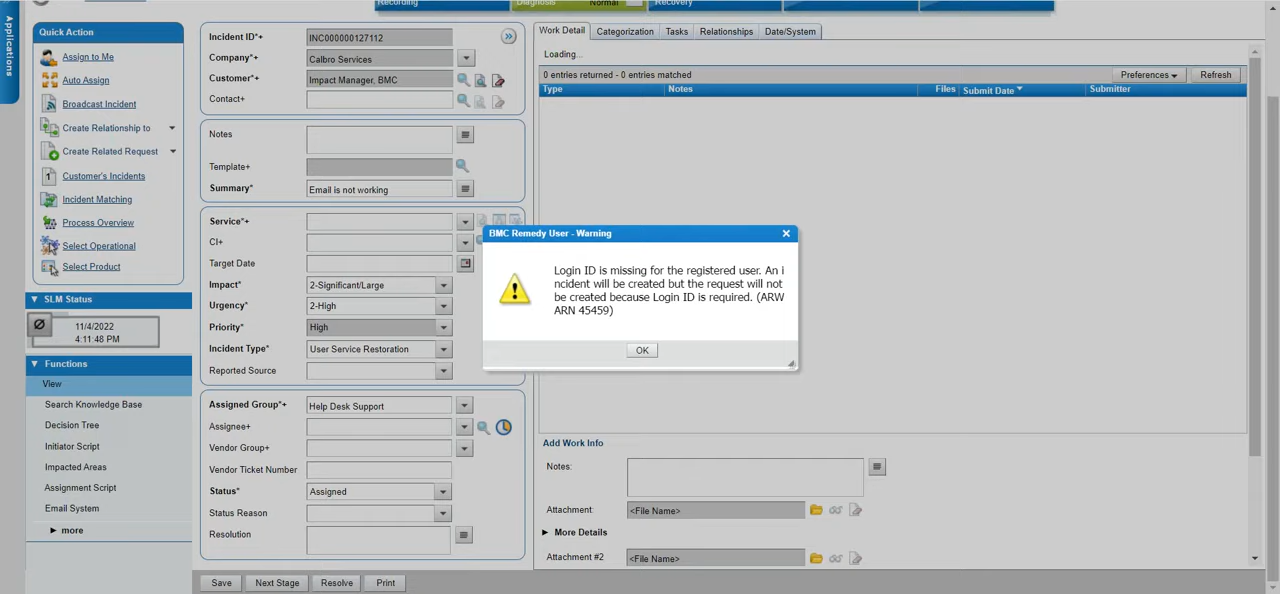 Applications
Recording
Diagnosis
Normal
Recovery
Quick Action
Assign to Me
Auto Assign
Broadcast Incident
Create Relationship to
Create Related Request
Customer's Incidents
Incident Matching
Process Overview
Select Operational
Select Product
SLM Status
11/4/2022
4:11:48 PM
Functions
View
Search Knowledge Base
Decision Tree
Initiator Script
Impacted Areas
Assignment Script
Email System
more
Incident ID*+ INC000000127112
Company*+ Calbro Services
Customer*+ Impact Manager, BMC
Contact+
Notes
Template+
Summary* Email is not working
Service*+
CI+
Target Date
Impact* 2-Significant/Large
Urgency* 2-High
Priority* High
Incident Type* User Service Restoration
Reported Source
Assigned Group*+ Help Desk Support
Assignee+
Vendor Group+
Vendor Ticket Number
Status* Assigned
Status Reason
Resolution
Save Next Stage Resolve Print
Work Detail Categorization Tasks Relationships Date/System
Loading...
0 entries returned - 0 entries matched Preferences Refresh
Type Notes Files Submit Date Submitter
BMC Remedy User - Warning
Login ID is missing for the registered user. An i
ncident will be created but the request will not
be created because Login ID is required. (ARW
ARN 45459)
OK
Add Work Info
Notes:
Attachment: <File Name>
More Details
Attachment #2 <File Name>